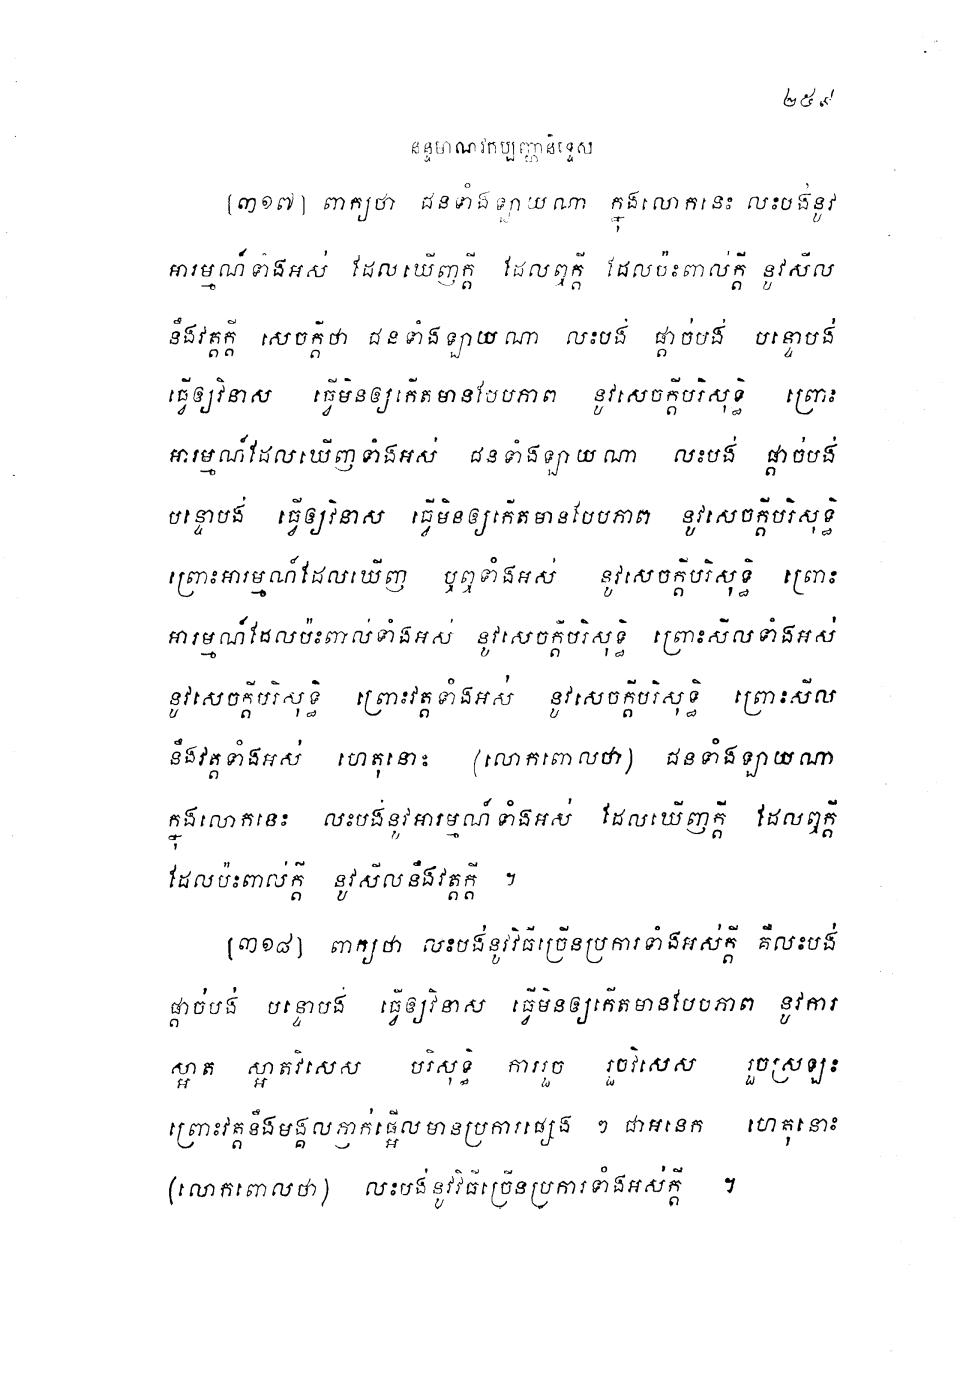 ២៥៩
នន្ទមាណវកប្បញ្ហានិទ្ទេស
[៣១៧] ពាក្យថា ជនទាំងឡាយណា ក្នុងលោកនេះ លះបង់នូវ
អារម្មណ៍ទាំងអស់ ដែលឃើញក្តី ដែលឮក្តី ដែលប៉ះពាល់ក្តី នូវសីល
នឹងវត្តក្តី សេចក្តីថា ជនទាំងឡាយណា លះបង់ ផ្តាច់បង់ បន្ទោបង់
ធ្វើឲ្យវិនាស ធ្វើមិនឲ្យកើតមានបែបភាព នូវសេចក្តីបរិសុទ្ធិ ព្រោះ
អារម្មណ៍ដែលឃើញទាំងអស់ ជនទាំងឡាយណា លះបង់ ផ្តាច់បង់
បន្ទោបង់ ធ្វើឲ្យវិនាស ធ្វើមិនឲ្យកើតមានបែបភាព នូវសេចក្តីបរិសុទ្ធិ
ព្រោះអារម្មណ៍ដែលឃើញ ឬឮទាំងអស់ នូវសេចក្តីបរិសុទ្ធិ ព្រោះ
អារម្មណ៍ដែលប៉ះពាល់ទាំងអស់ នូវសេចក្តីបរិសុទ្ធិ ព្រោះសីលទាំងអស់
នូវសេចក្តីបរិសុទ្ធិ ព្រោះវត្តទាំងអស់ នូវសេចក្តីបរិសុទ្ធិ ព្រោះសីល
នឹងវត្តទាំងអស់ ហេតុនោះ (លោកពោលថា) ជនទាំងឡាយណា
ក្នុងលោកនេះ លះបង់នូវអារម្មណ៍ទាំងអស់ ដែលឃើញក្តី ដែលឮក្តី
ដែលប៉ះពាល់ក្តី នូវសីលនឹងវត្តក្តី ។
[៣១៨] ពាក្យថា លះបង់នូវវិធីច្រើនប្រការទាំងអស់ក្តី គឺលះបង់
ផ្តាច់បង់ បន្ទោបង់ ធ្វើឲ្យវិនាស ធ្វើមិនឲ្យកើតមានបែបភាព នូវការ
ស្អាត ស្អាតវិសេស បរិសុទ្ធិ ការរួច រួចវិសេស រួចស្រឡះ
ព្រោះវត្តនឹងមង្គលភ្ញាក់ផ្អើលមានប្រការផ្សេង ៗ ជាអនេក ហេតុនោះ
(លោកពោលថា) លះបង់នូវវិធីច្រើនប្រការទាំងអស់ក្តី ។